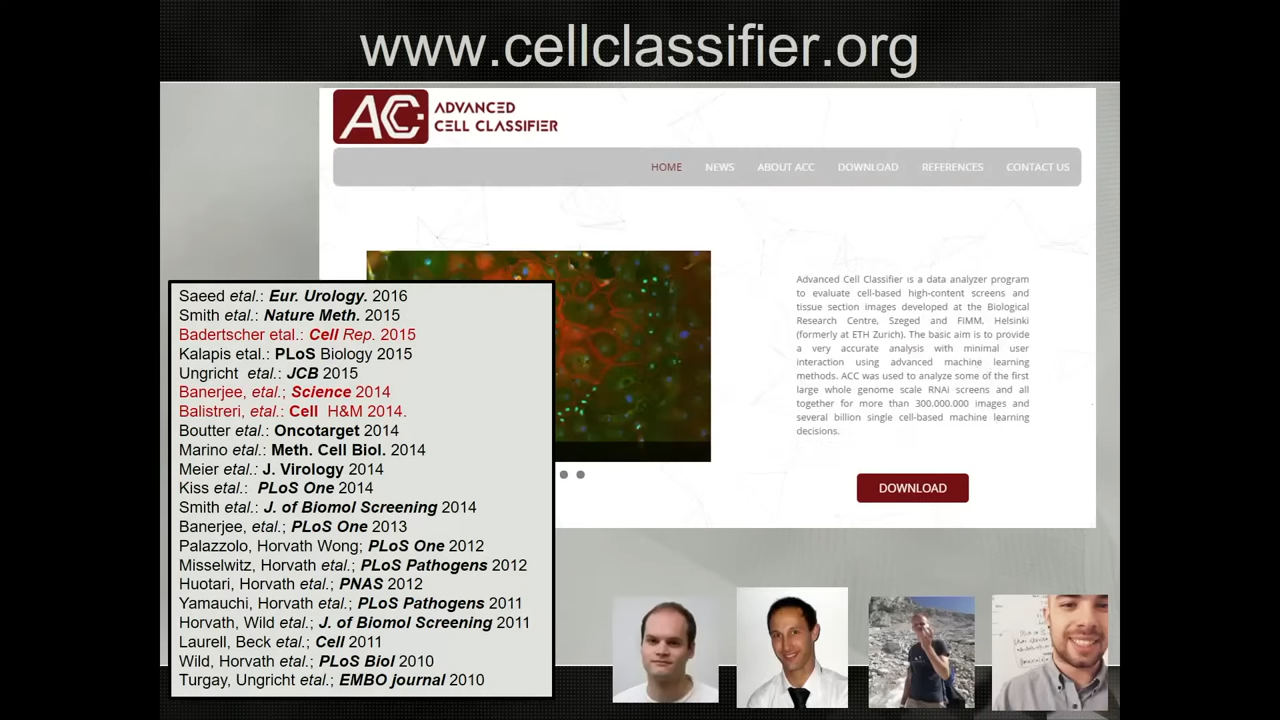 www.cellclassifier.org
ACC
ADVANCED
CELL CLASSIFIER
HOME NEWS ABOUT ACC DOWNLOAD REFERENCES CONTACT US
Advanced Cell Classifier is a data analyzer program
to evaluate cell-based high-content screens and
tissue section images developed at the Biological
Research Centre, Szeged and FIMM, Helsinki
(formerly at ETH Zurich). The basic aim is to provide
a very accurate analysis with minimal user
interaction using advanced machine learning
methods. ACC was used to analyze some of the first
large whole genome scale RNAi screens and all
together for more than 300.000.000 images and
several billion single cell-based machine learning
decisions.
DOWNLOAD
Saeed etal.: Eur. Urology. 2016
Smith etal.: Nature Meth. 2015
Badertscher etal.: Cell Rep. 2015
Kalapis etal.: PLoS Biology 2015
Ungricht etal.: JCB 2015
Banerjee, etal.; Science 2014
Balistreri, etal.: Cell H&M 2014.
Boutter etal.: Oncotarget 2014
Marino etal.: Meth. Cell Biol. 2014
Meier etal.: J. Virology 2014
Kiss etal.: PLoS One 2014
Smith etal.: J. of Biomol Screening 2014
Banerjee, etal.; PLoS One 2013
Palazzolo, Horvath Wong; PLoS One 2012
Misselwitz, Horvath etal.; PLoS Pathogens 2012
Huotari, Horvath etal.; PNAS 2012
Yamauchi, Horvath etal.; PLoS Pathogens 2011
Horvath, Wild etal.; J. of Biomol Screening 2011
Laurell, Beck etal.; Cell 2011
Wild, Horvath etal.; PLoS Biol 2010
Turgay, Ungricht etal.; EMBO journal 2010